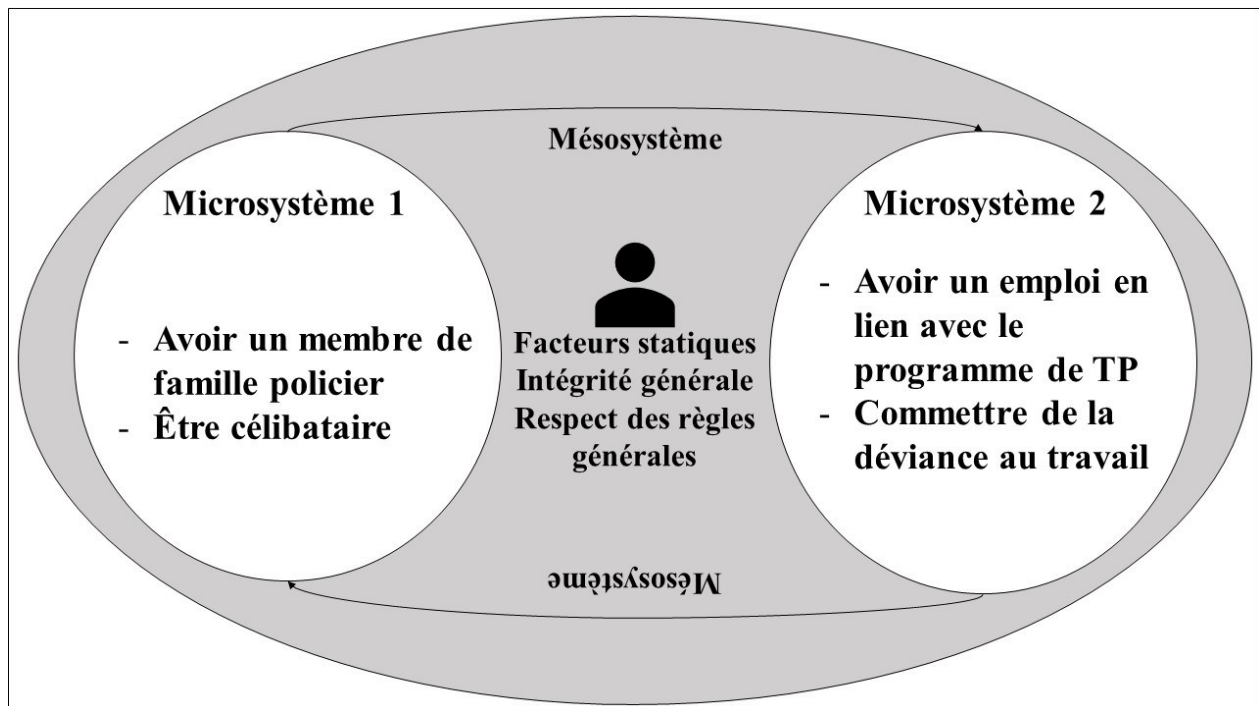 Mésosystème
Microsystème 1
- Avoir un membre de
famille policier
- Être célibataire
Facteurs statiques
Intégrité générale
Respect des règles
générales
Microsystème 2
- Avoir un emploi en
lien avec le
programme de TP
- Commettre de la
déviance au travail
Mésosystème